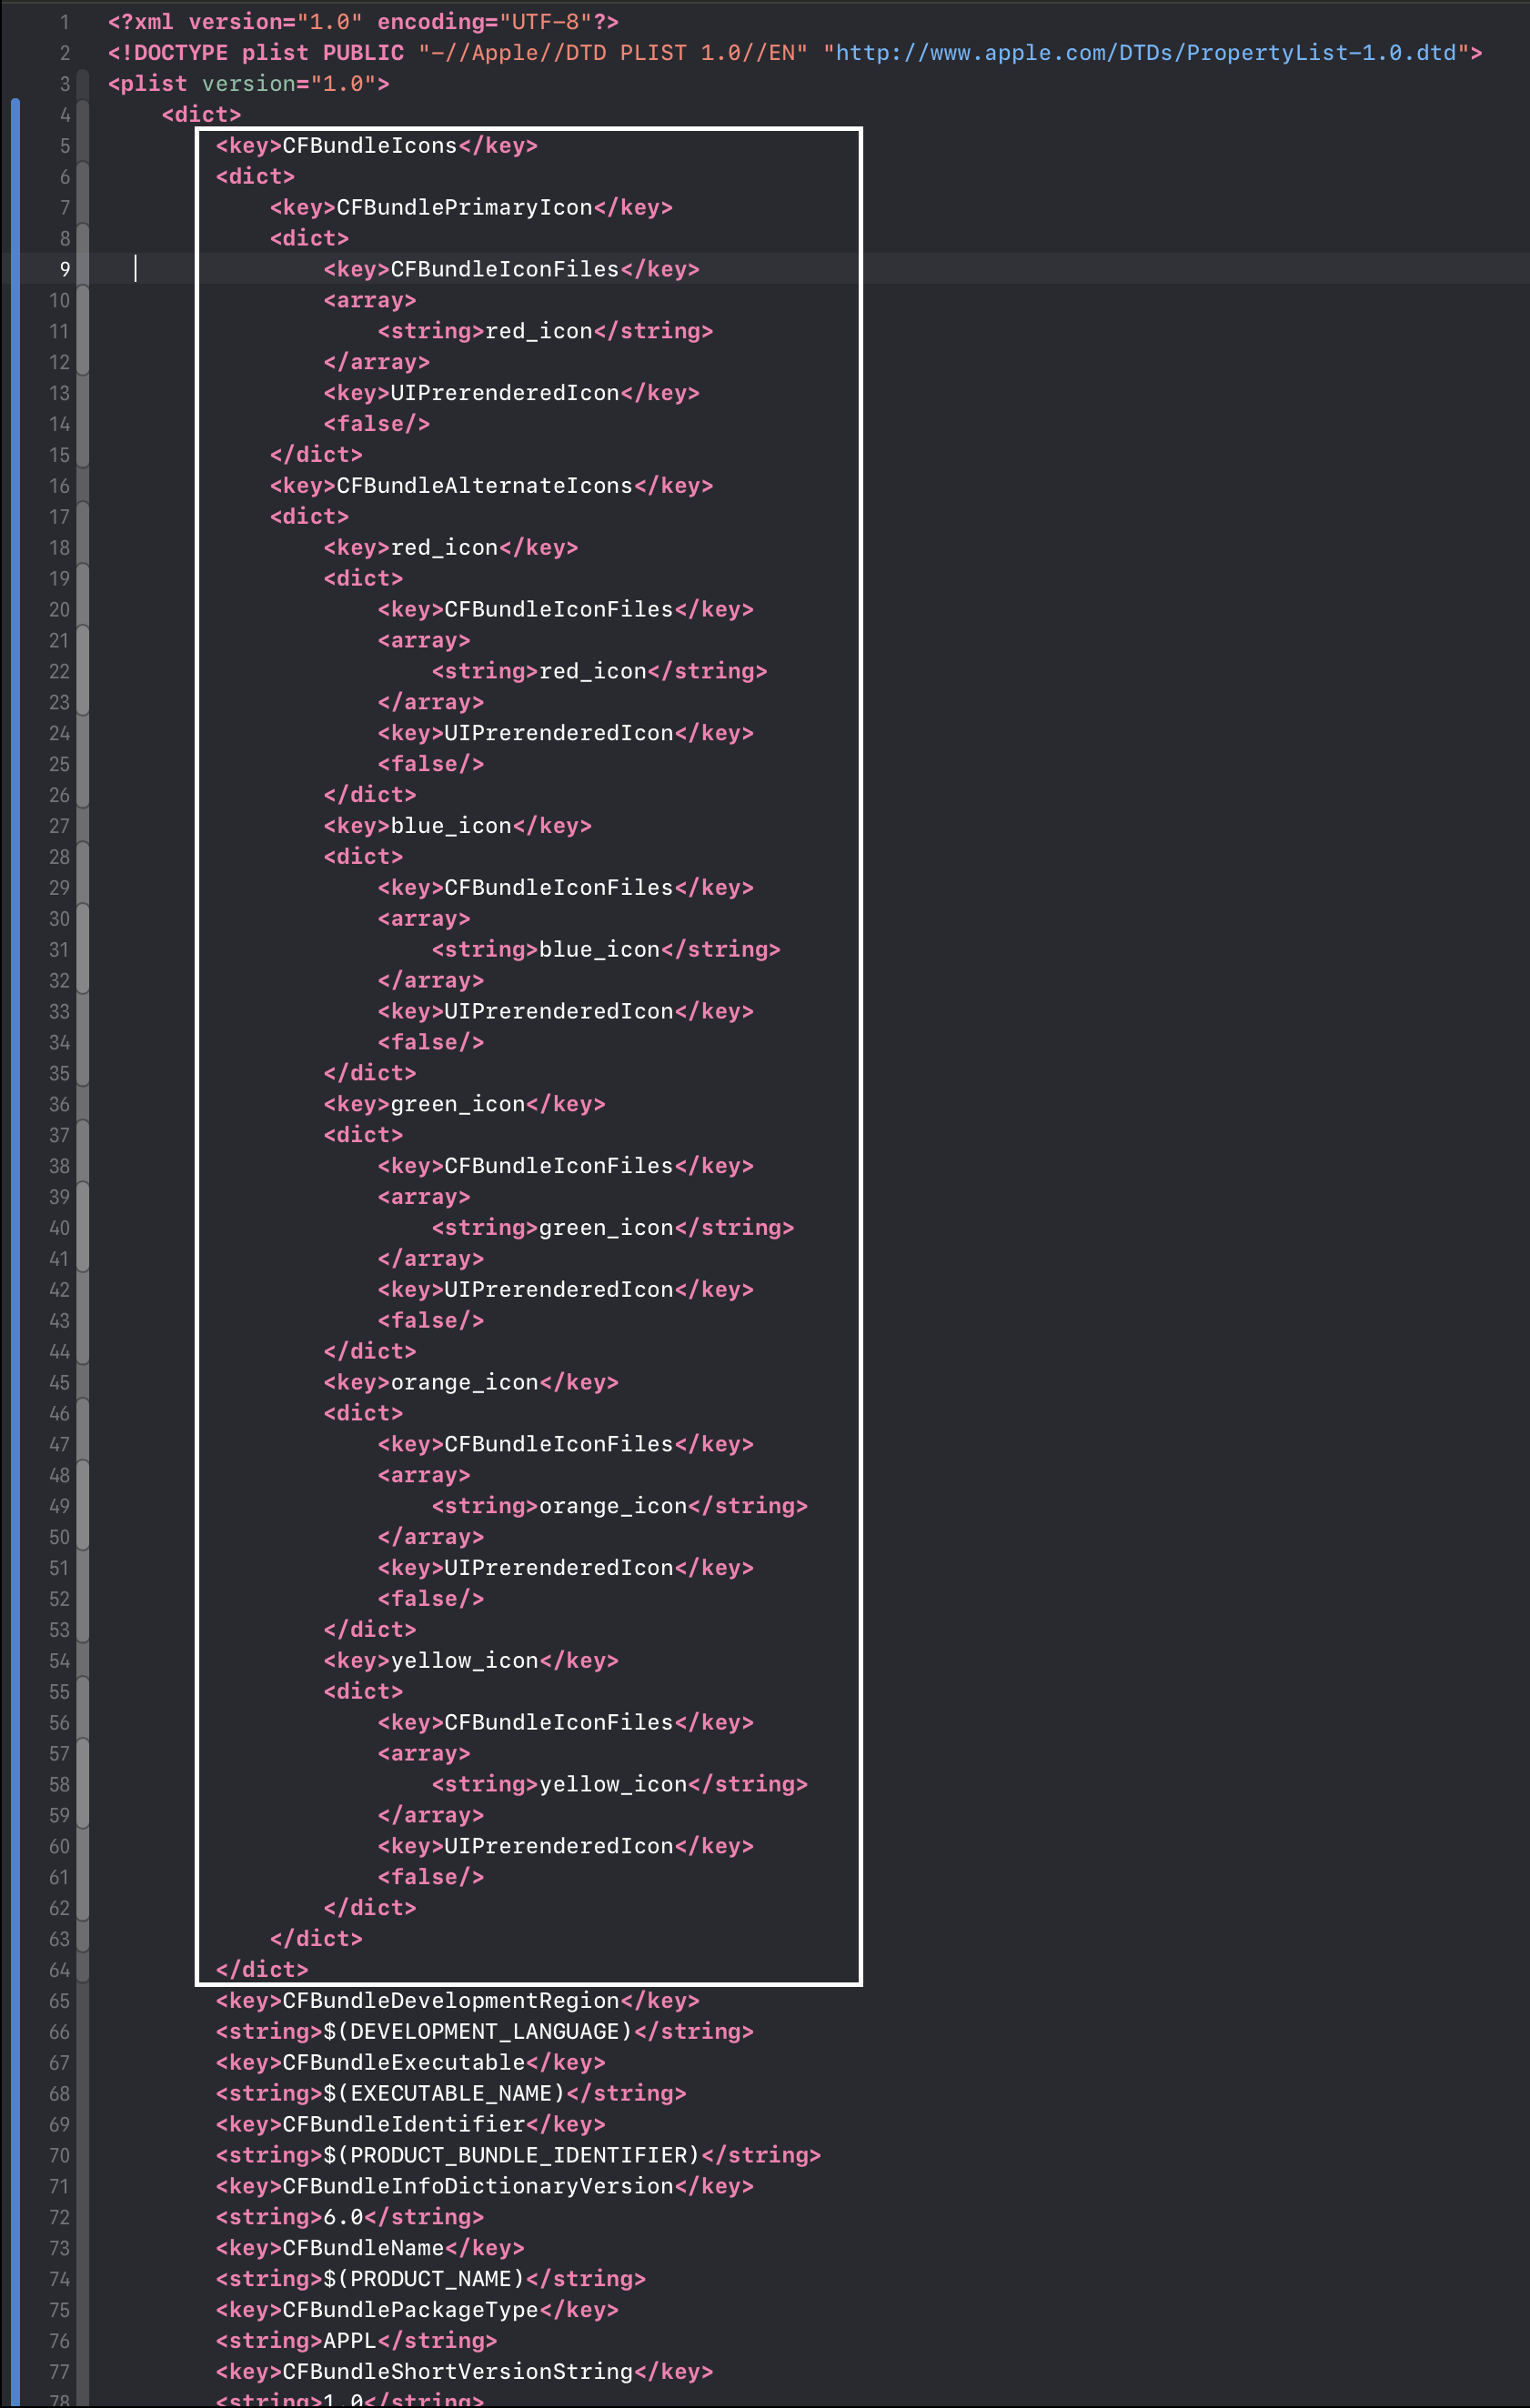 1 <?xml version="1.0" encoding="UTF-8"?>
2 <!DOCTYPE plist PUBLIC "-//Apple//DTD PLIST 1.0//EN" "http://www.apple.com/DTDs/PropertyList-1.0.dtd">
3 <plist version="1.0">
4 <dict>
5 <key>CFBundleIcons</key>
6 <dict>
7 <key>CFBundlePrimaryIcon</key>
8 <dict>
9 <key>CFBundleIconFiles</key>
10 <array>
11 <string>red_icon</string>
12 </array>
13 <key>UIPrerenderedIcon</key>
14 <false/>
15 </dict>
16 <key>CFBundleAlternateIcons</key>
17 <dict>
18 <key>red_icon</key>
19 <dict>
20 <key>CFBundleIconFiles</key>
21 <array>
22 <string>red_icon</string>
23 </array>
24 <key>UIPrerenderedIcon</key>
25 <false/>
26 </dict>
27 <key>blue_icon</key>
28 <dict>
29 <key>CFBundleIconFiles</key>
30 <array>
31 <string>blue_icon</string>
32 </array>
33 <key>UIPrerenderedIcon</key>
34 <false/>
35 </dict>
36 <key>green_icon</key>
37 <dict>
38 <key>CFBundleIconFiles</key>
39 <array>
40 <string>green_icon</string>
41 </array>
42 <key>UIPrerenderedIcon</key>
43 <false/>
44 </dict>
45 <key>orange_icon</key>
46 <dict>
47 <key>CFBundleIconFiles</key>
48 <array>
49 <string>orange_icon</string>
50 </array>
51 <key>UIPrerenderedIcon</key>
52 <false/>
53 </dict>
54 <key>yellow_icon</key>
55 <dict>
56 <key>CFBundleIconFiles</key>
57 <array>
58 <string>yellow_icon</string>
59 </array>
60 <key>UIPrerenderedIcon</key>
61 <false/>
62 </dict>
63 </dict>
64 </dict>
65 <key>CFBundleDevelopmentRegion</key>
66 <string>$(DEVELOPMENT_LANGUAGE)</string>
67 <key>CFBundleExecutable</key>
68 <string>$(EXECUTABLE_NAME)</string>
69 <key>CFBundleIdentifier</key>
70 <string>$(PRODUCT_BUNDLE_IDENTIFIER)</string>
71 <key>CFBundleInfoDictionaryVersion</key>
72 <string>6.0</string>
73 <key>CFBundleName</key>
74 <string>$(PRODUCT_NAME)</string>
75 <key>CFBundlePackageType</key>
76 <string>APPL</string>
77 <key>CFBundleShortVersionString</key>
78 <string>1.0</string>